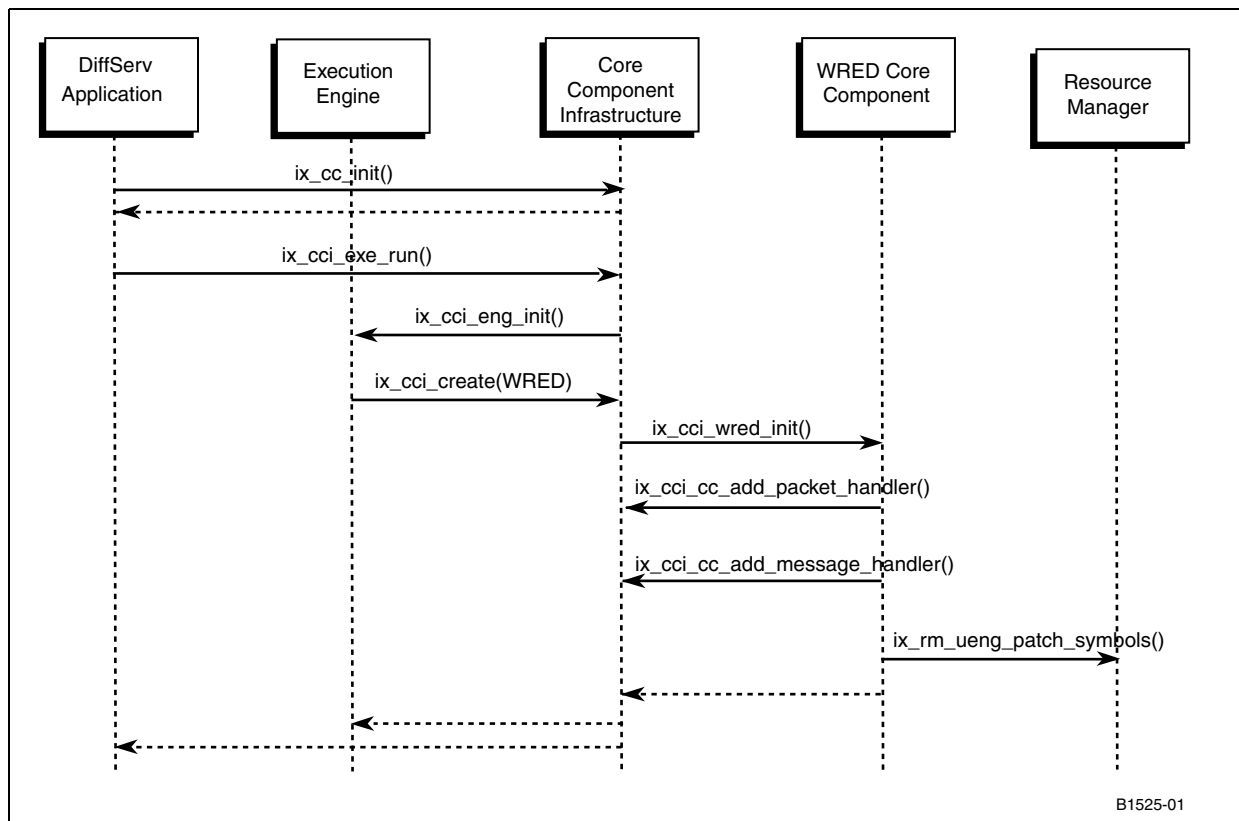 DiffServ
Application
Execution
Engine
Core
Component
Infrastructure
WRED Core
Component
Resource
Manager
ix_cc_init()
ix_cci_exe_run()
ix_cci_eng_init()
ix_cci_create(WRED)
ix_cci_wred_init()
ix_cci_cc_add_packet_handler()
ix_cci_cc_add_message_handler()
ix_rm_ueng_patch_symbols()
B1525-01